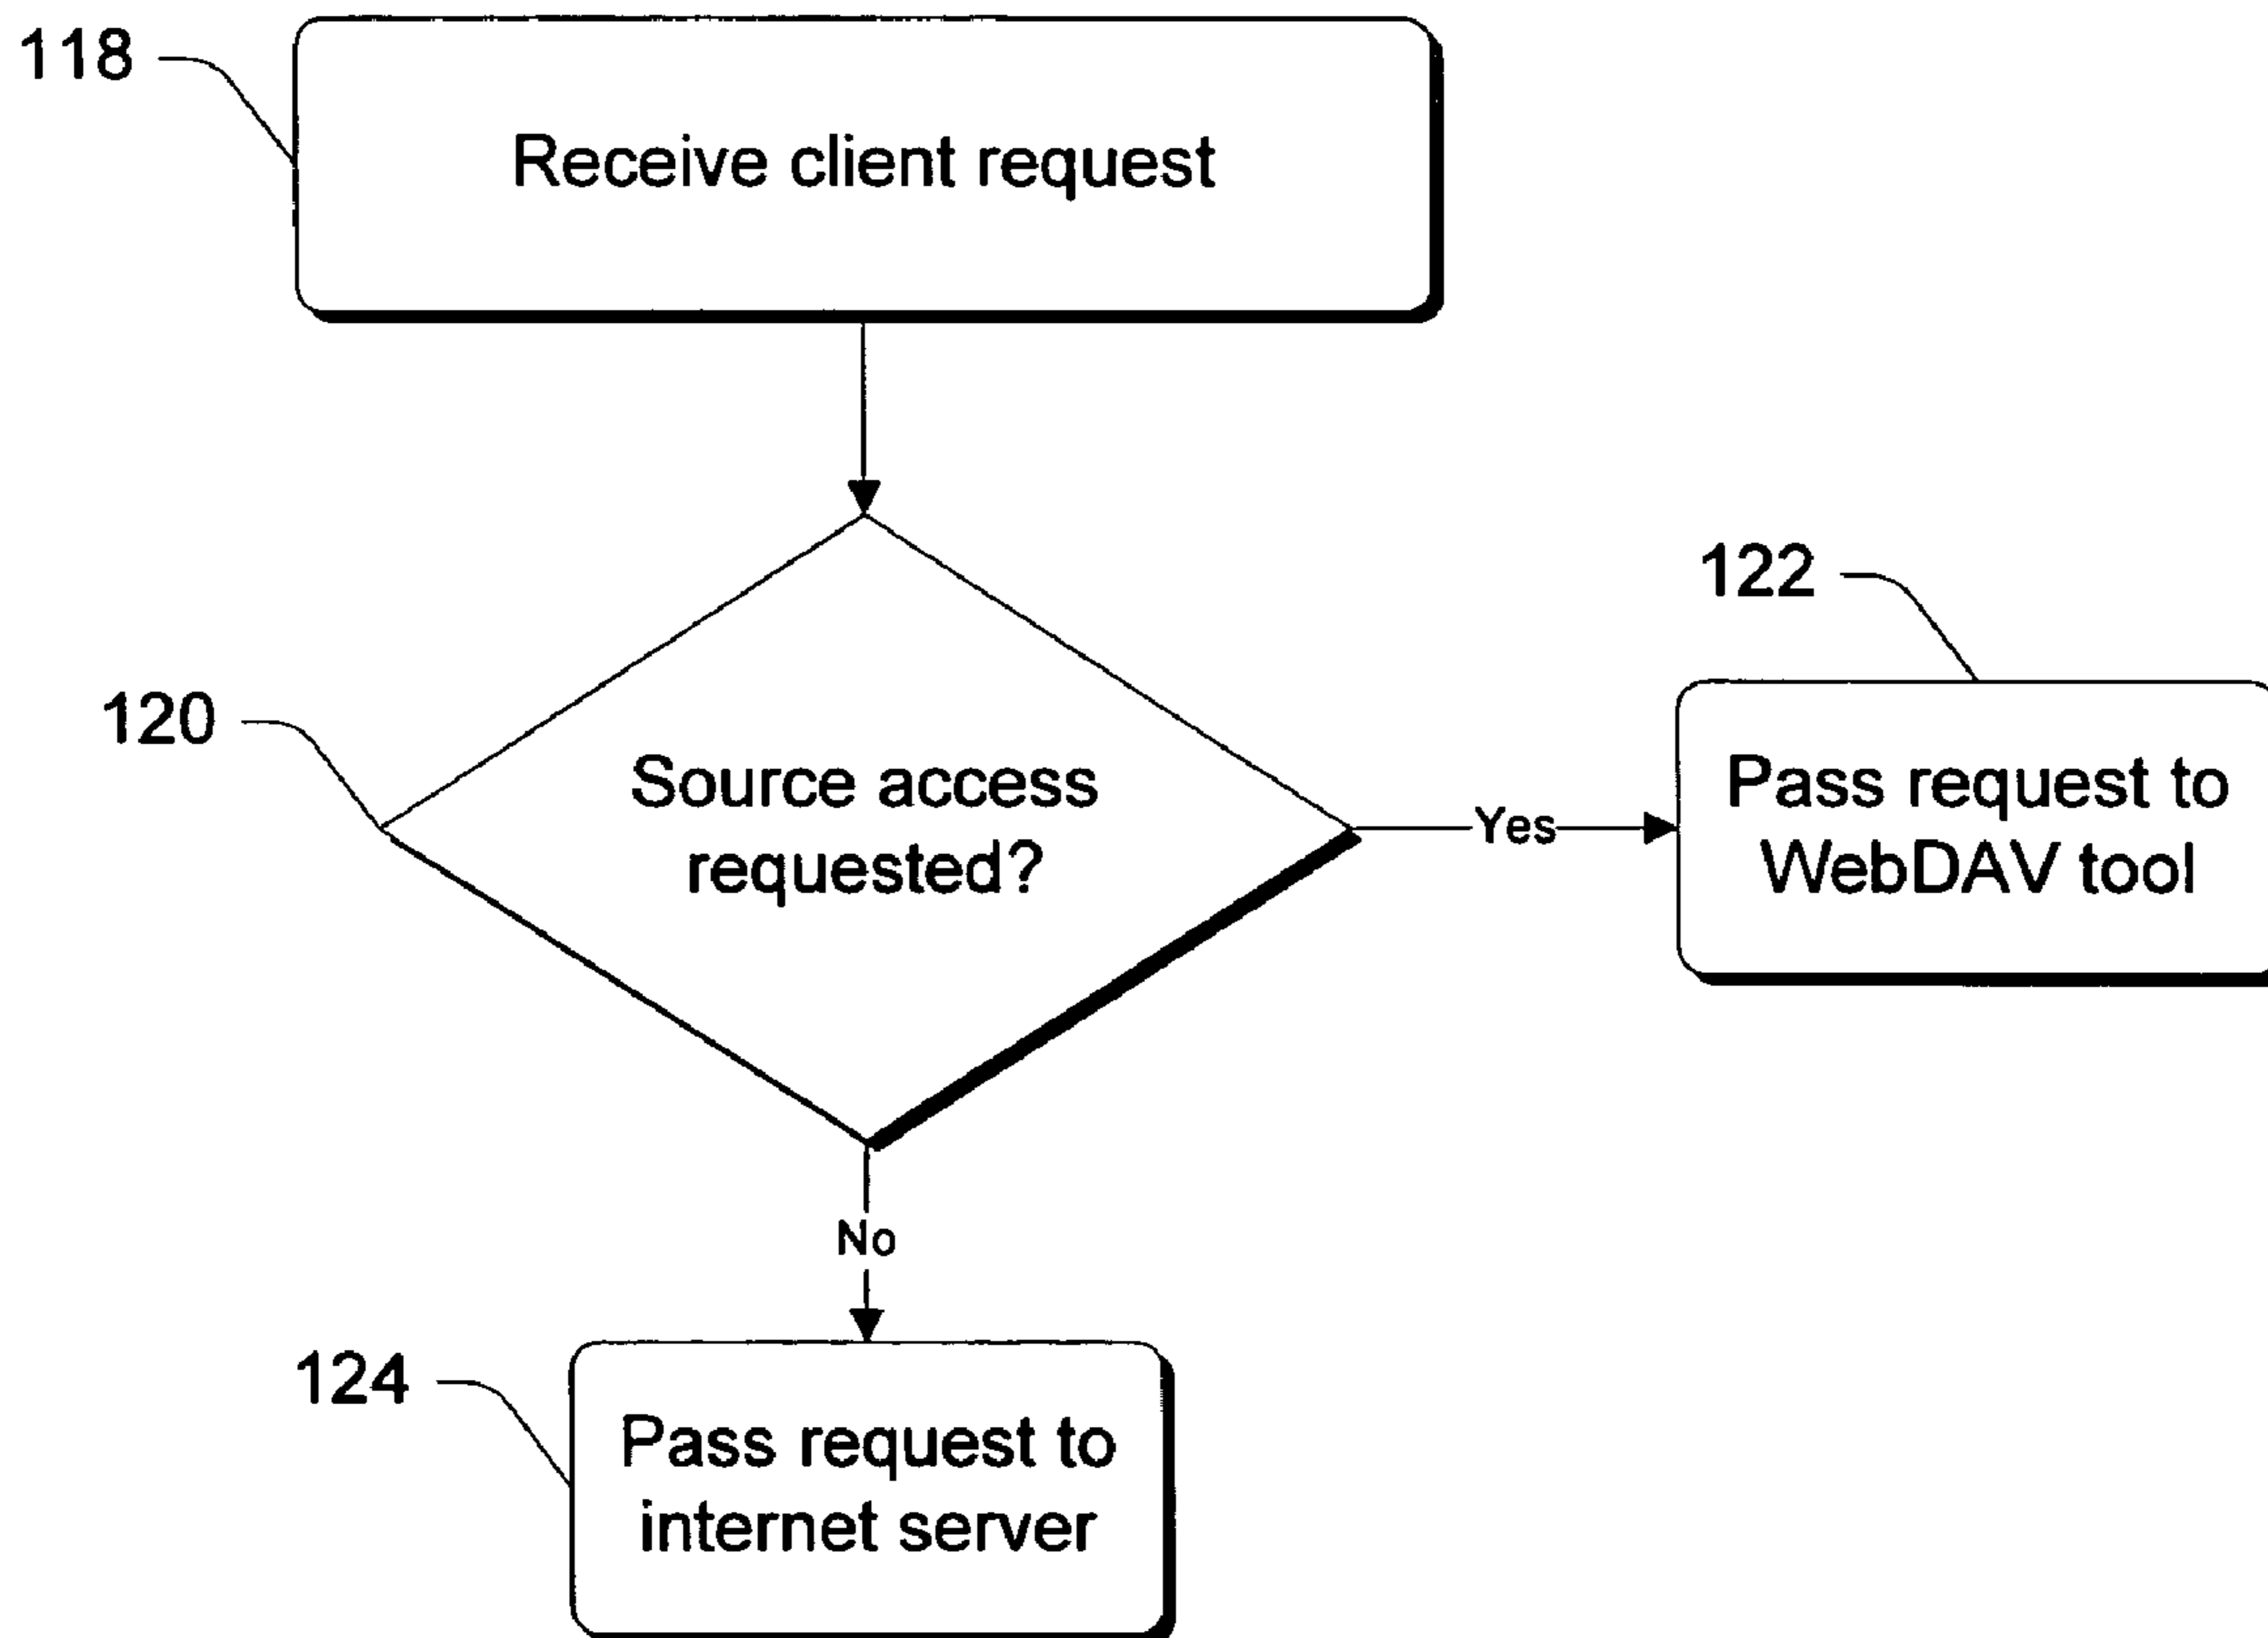 118
Receive client request
122
120
Source access
requested?
Yes
Pass request to
WebDAV tool
No
124
Pass request to
internet server